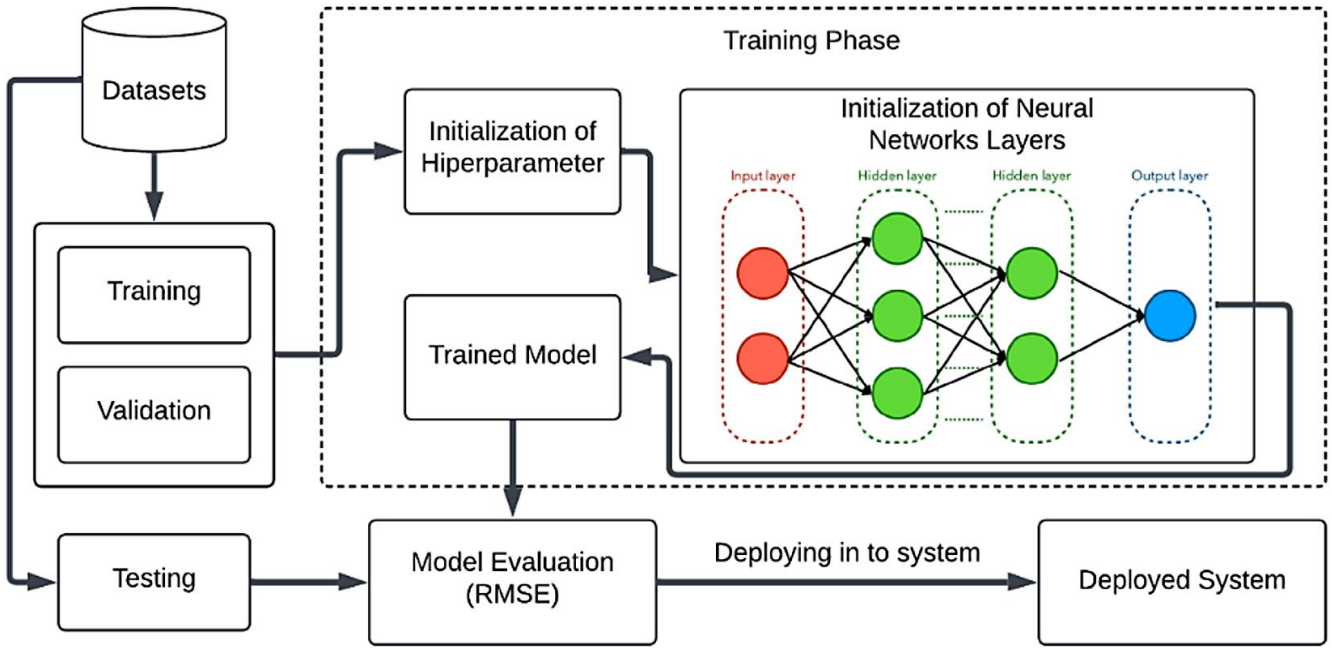 Training Phase
Datasets
Initialization of
Hiperparameter
Initialization of Neural
Networks Layers
Input layer
Hidden layer
Hidden layer
Output layer
Training
Validation
Trained Model
Testing
Model Evaluation
(RMSE)
Deploying in to system
Deployed System